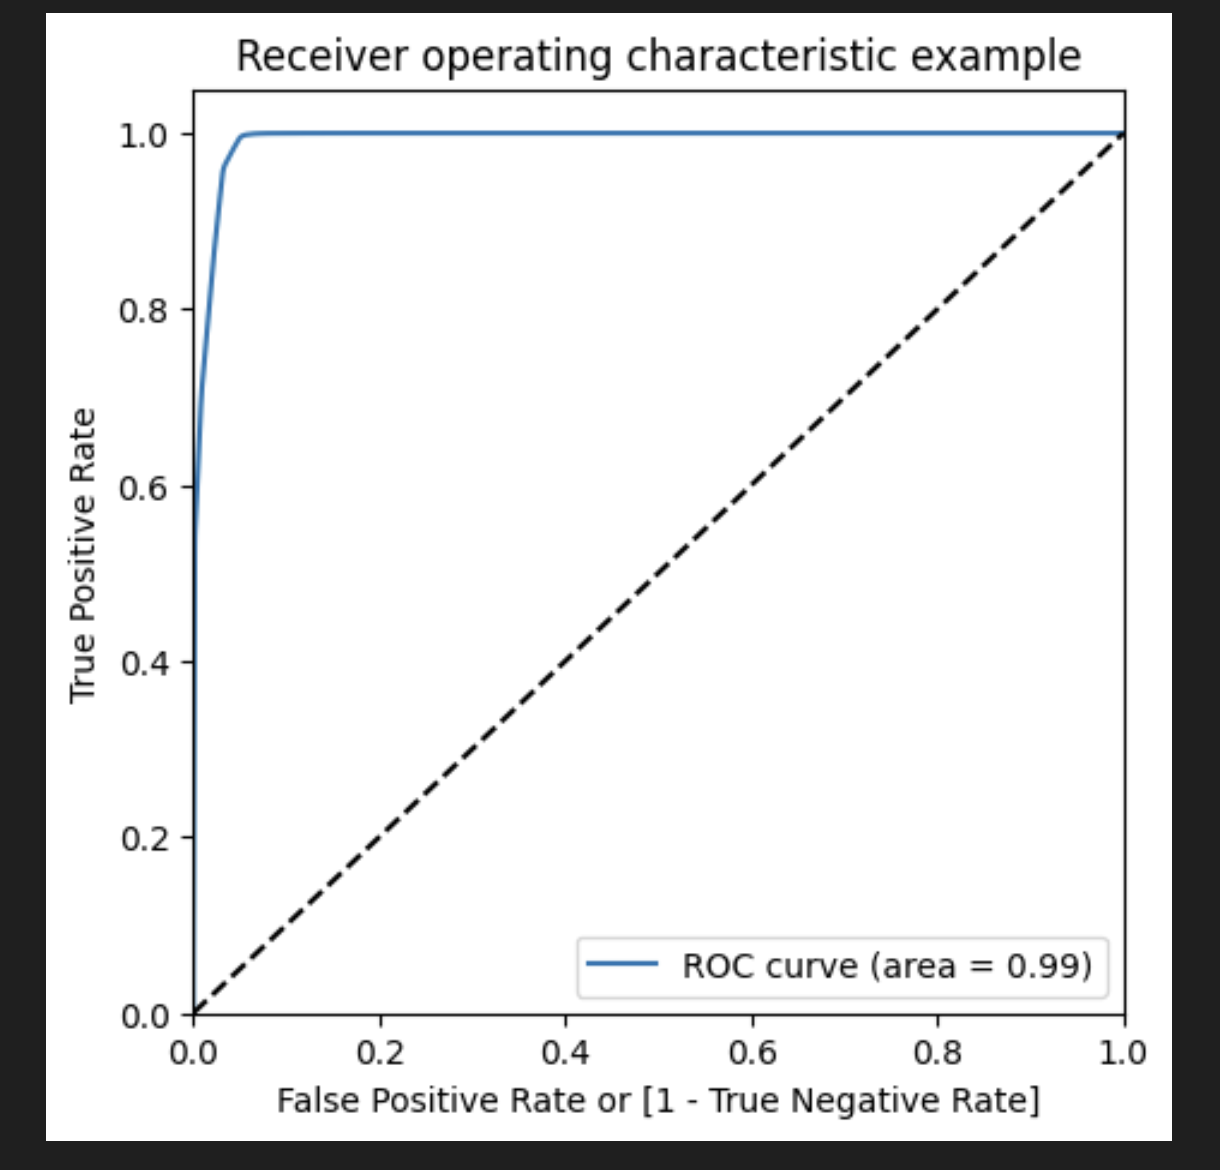 Receiver operating characteristic example
True Positive Rate
1.0
0.8
0.6
0.4
0.2
0.0
ROC curve (area = 0.99)
0.0 0.2 0.4 0.6 0.8 1.0
False Positive Rate or [1 - True Negative Rate]